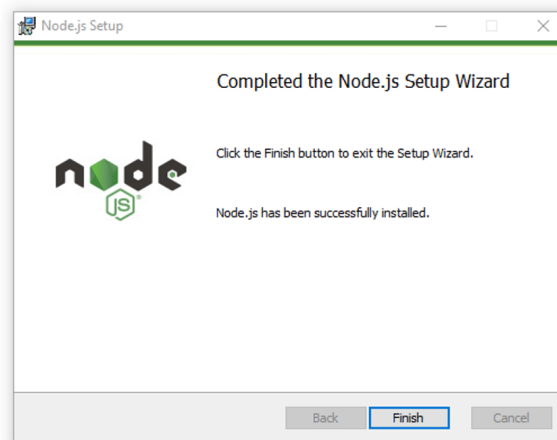 Node.js Setup
Completed the Node.js Setup Wizard
Click the Finish button to exit the Setup Wizard.
node
JS
Node.js has been successfully installed.
Back
Finish
Cancel